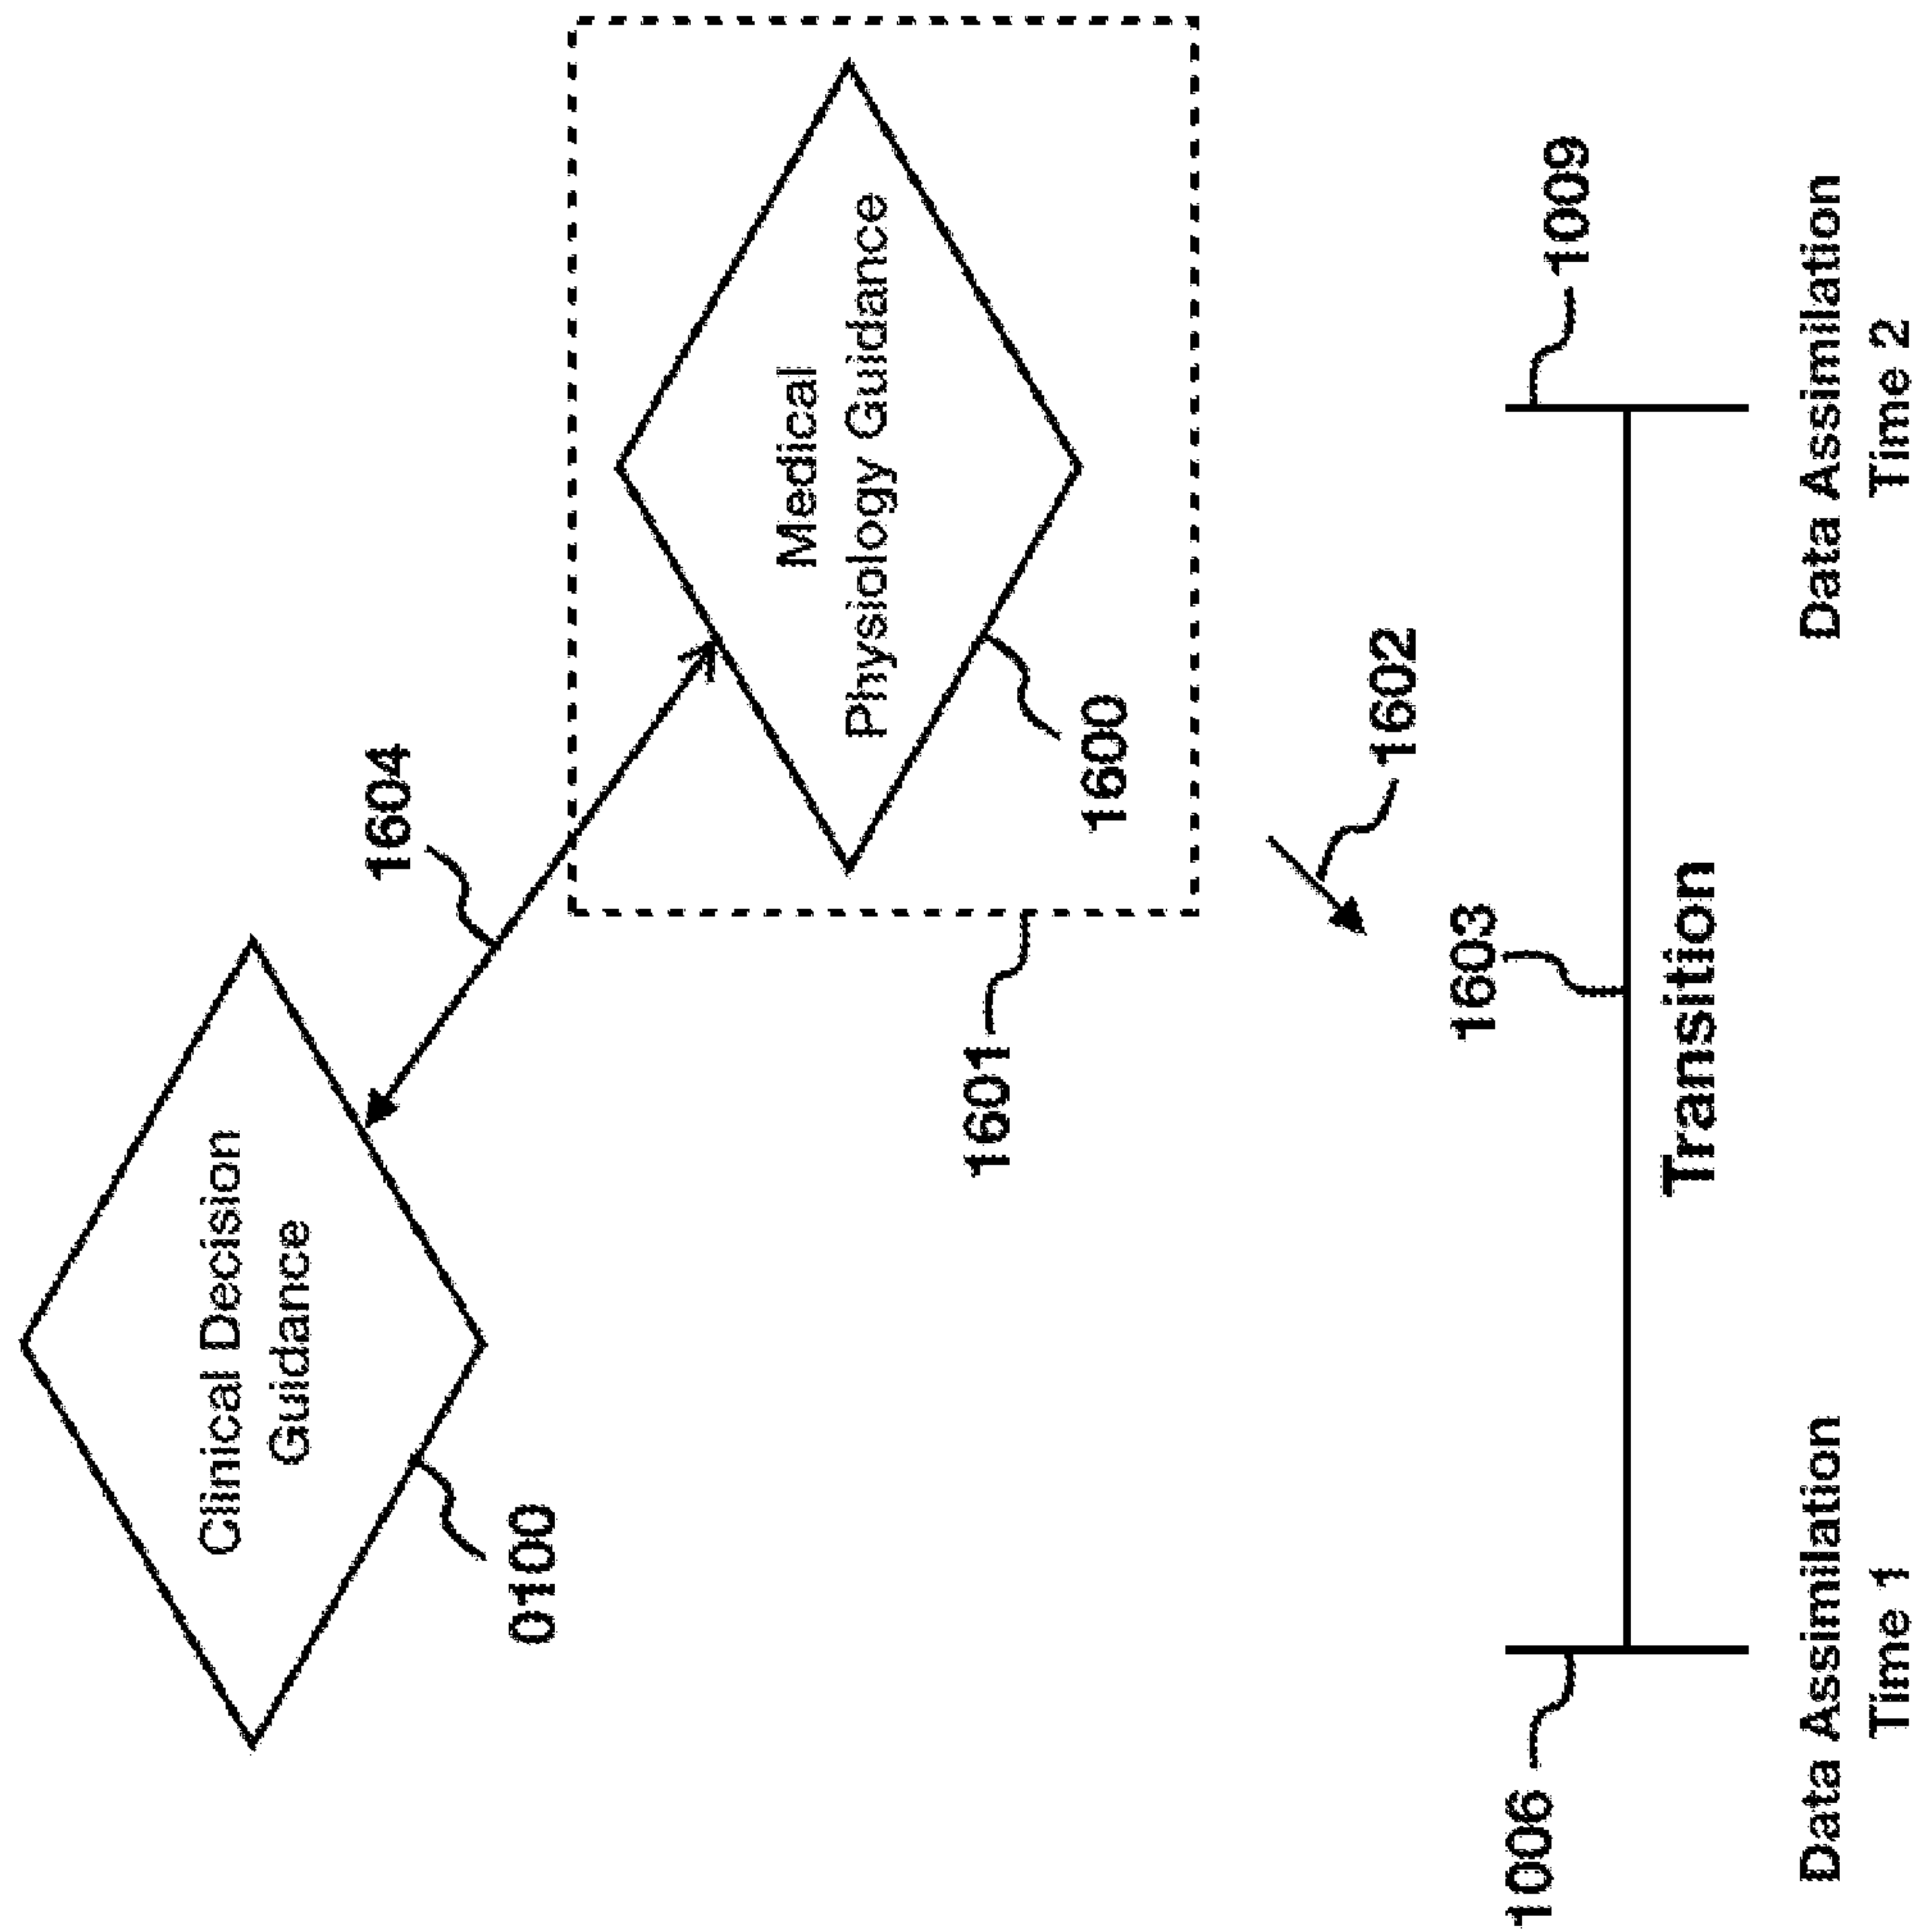 Clinical Decision
Guidance
0100
1604
Medical
Physiology Guidance
1600
1601
1602
1603
Transition
1006
1009
Data Assimilation
Time 1
Data Assimilation
Time 2